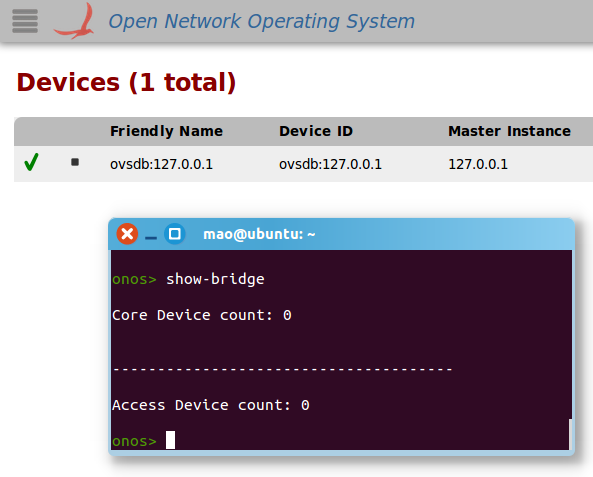 Open Network Operating System
Devices (1 total)
Friendly Name Device ID Master Instance
ovsdb:127.0.0.1 ovsdb:127.0.0.1 127.0.0.1
mao@ubuntu: ~
onos> show-bridge
Core Device count: 0
--------------------------------------
Access Device count: 0
onos>